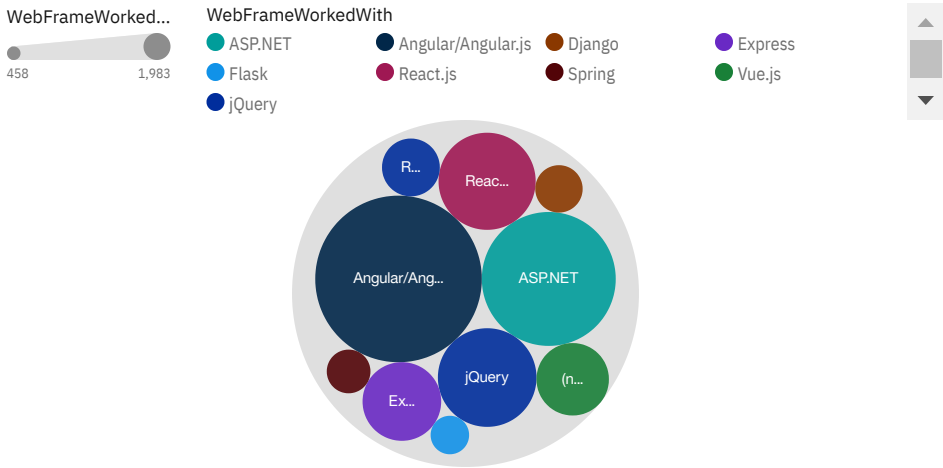 WebFrameWorked...
458
1,983
WebFrameWorkedWith
ASP.NET
Angular/Angular.js
Django
Express
Flask
React.js
Spring
Vue.js
jQuery
R...
Reac...
Angular/Ang...
ASP.NET
jQuery
(n...
Ex...